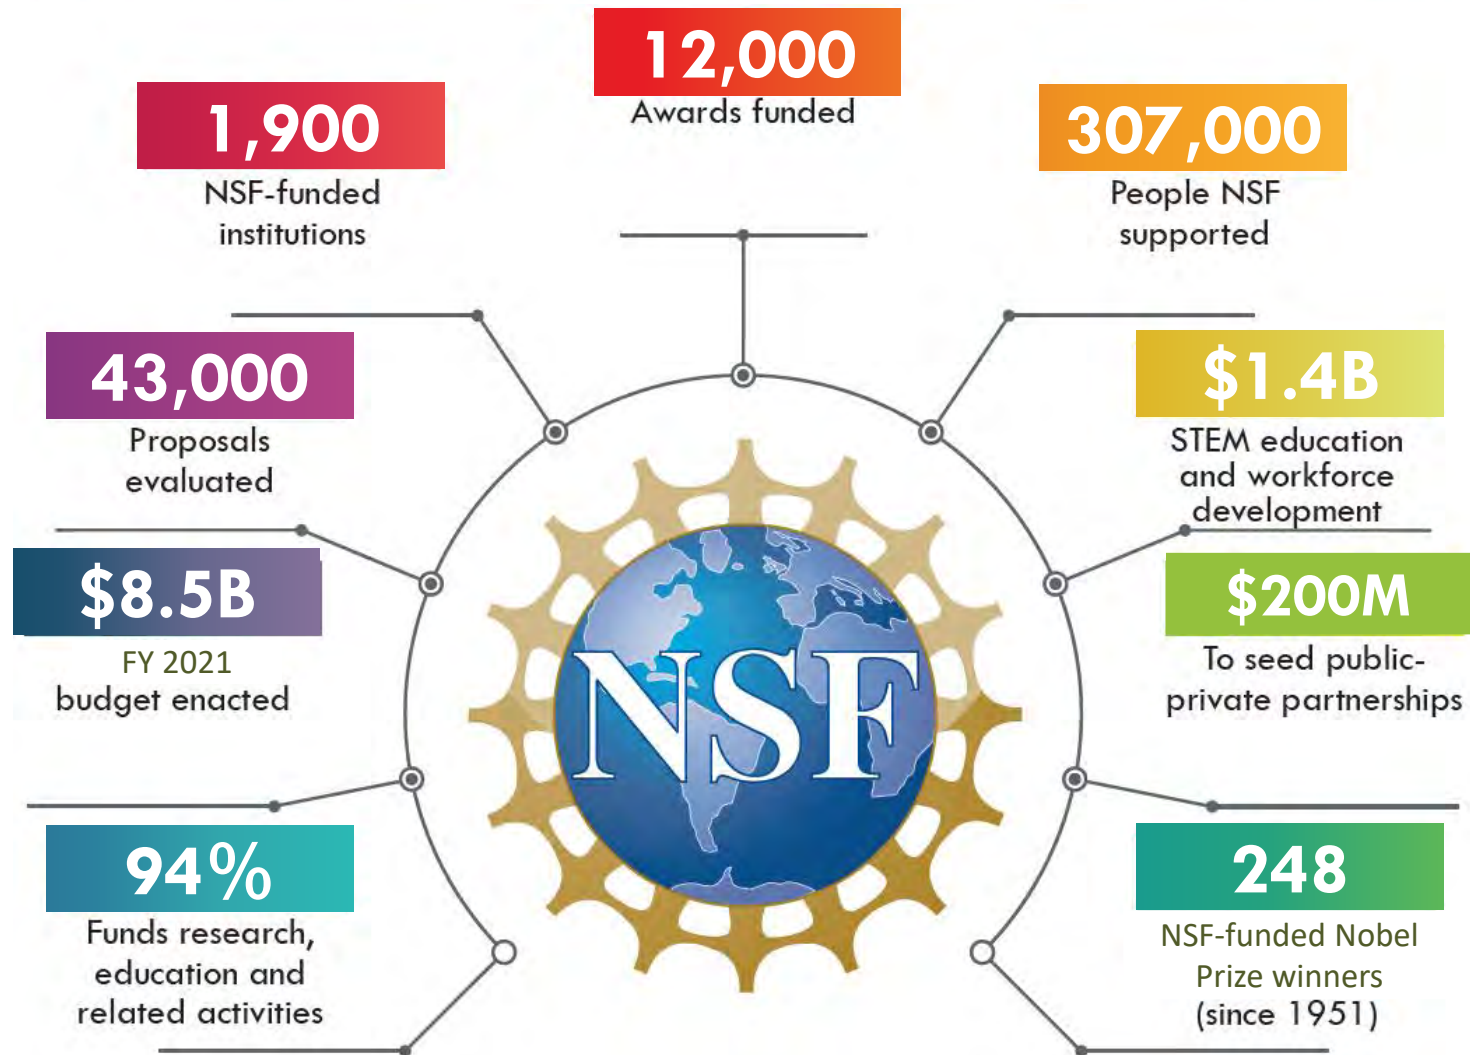 12,000
Awards funded
1,900
NSF-funded
institutions
307,000
People NSF
supported
43,000
Proposals
evaluated
$1.4B
STEM education
and workforce
development
$8.5B
FY 2021
budget enacted
$200M
To seed public-
private partnerships
NSF
94%
Funds research,
education and
related activities
248
NSF-funded Nobel
Prize winners
(since 1951)